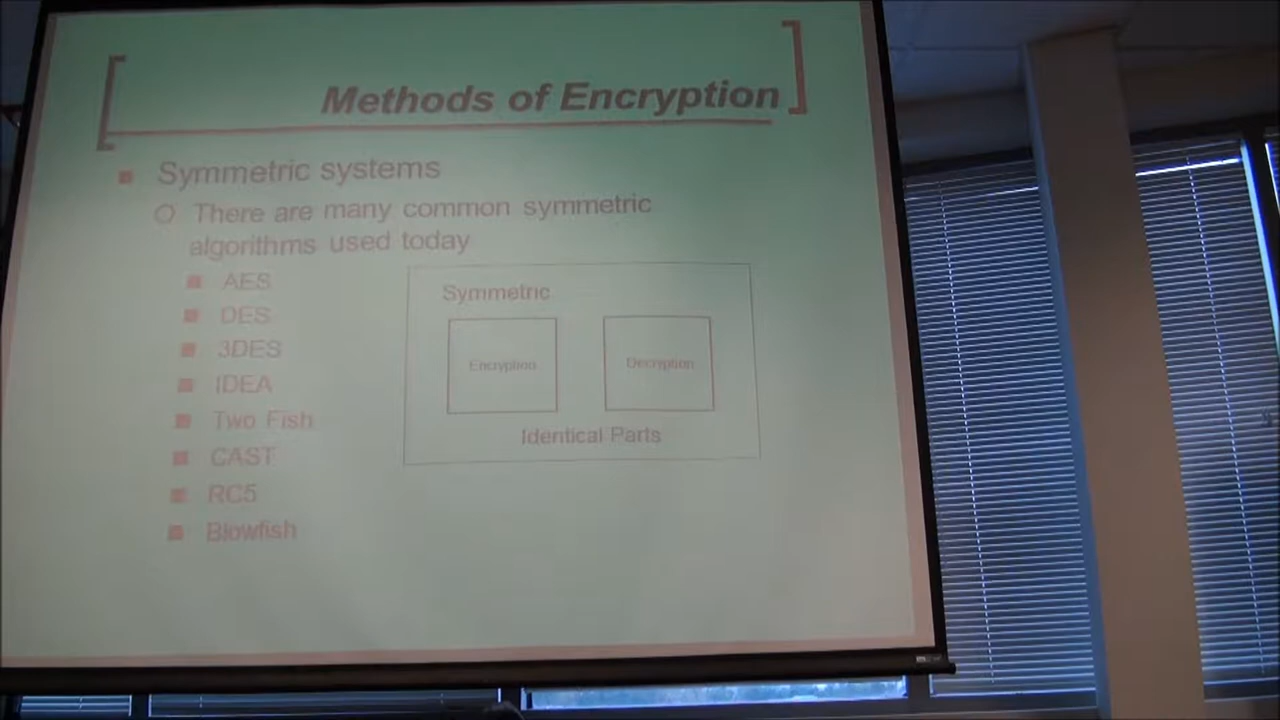 Methods of Encryption
Symmetric systems
There are many common symmetric
algorithms used today
AES
DES
3DES
IDEA
Two Fish
CAST
RC5
Blowfish
Symmetric
Encryption
Decryption
Identical Parts